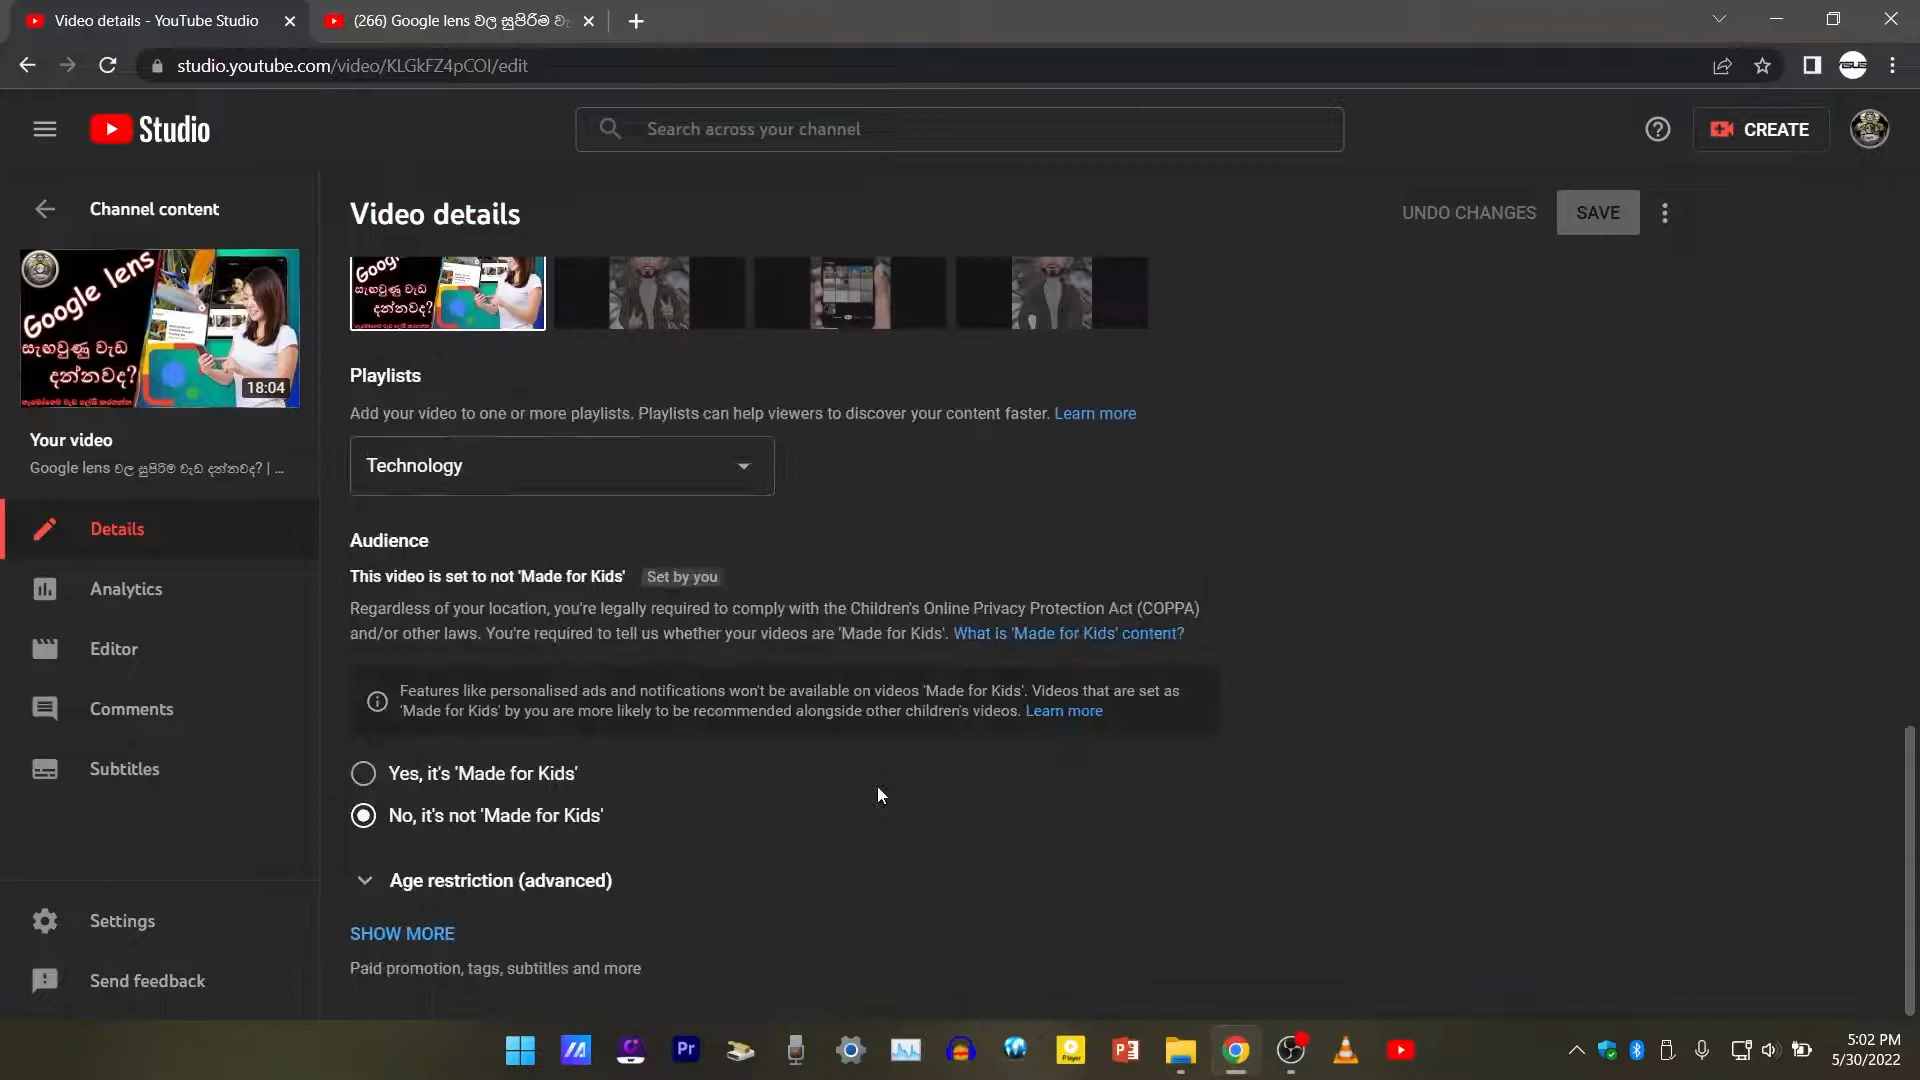 Video details - YouTube Studio
(266) Google lens වල සුපිරිම වැ
studio.youtube.com/video/KLGkFZ4pCOI/edit
Studio
Search across your channel
CREATE
Channel content
Video details
UNDO CHANGES
SAVE
Google lens
සැඟවුණු වැඩ
දන්නවද?
18:04
සැඟවුණු වැඩ
දන්නවද?
Playlists
Add your video to one or more playlists. Playlists can help viewers to discover your content faster. Learn more
Technology
Your video
Google lens වල සුපිරිම වැඩ දන්නවද? | ...
Details
Analytics
Editor
Comments
Subtitles
Settings
Send feedback
Audience
This video is set to not 'Made for Kids' Set by you
Regardless of your location, you're legally required to comply with the Children's Online Privacy Protection Act (COPPA)
and/or other laws. You're required to tell us whether your videos are 'Made for Kids'. What is 'Made for Kids' content?
Features like personalised ads and notifications won't be available on videos 'Made for Kids'. Videos that are set as
'Made for Kids' by you are more likely to be recommended alongside other children's videos. Learn more
Yes, it's 'Made for Kids'
No, it's not 'Made for Kids'
Age restriction (advanced)
SHOW MORE
Paid promotion, tags, subtitles and more
Pr
Player
5:02 PM
5/30/2022